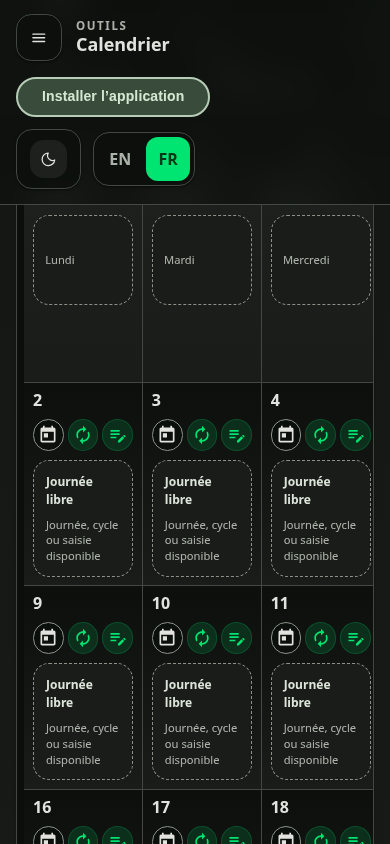 OUTILS
Calendrier
Installer l’application
EN FR
Lundi Mardi Mercredi
2 3 4
Journée Journée Journée
libre libre libre
Journée, cycle Journée, cycle Journée, cycle
ou saisie ou saisie ou saisie
disponible disponible disponible
9 10 11
Journée Journée Journée
libre libre libre
Journée, cycle Journée, cycle Journée, cycle
ou saisie ou saisie ou saisie
disponible disponible disponible
16 17 18